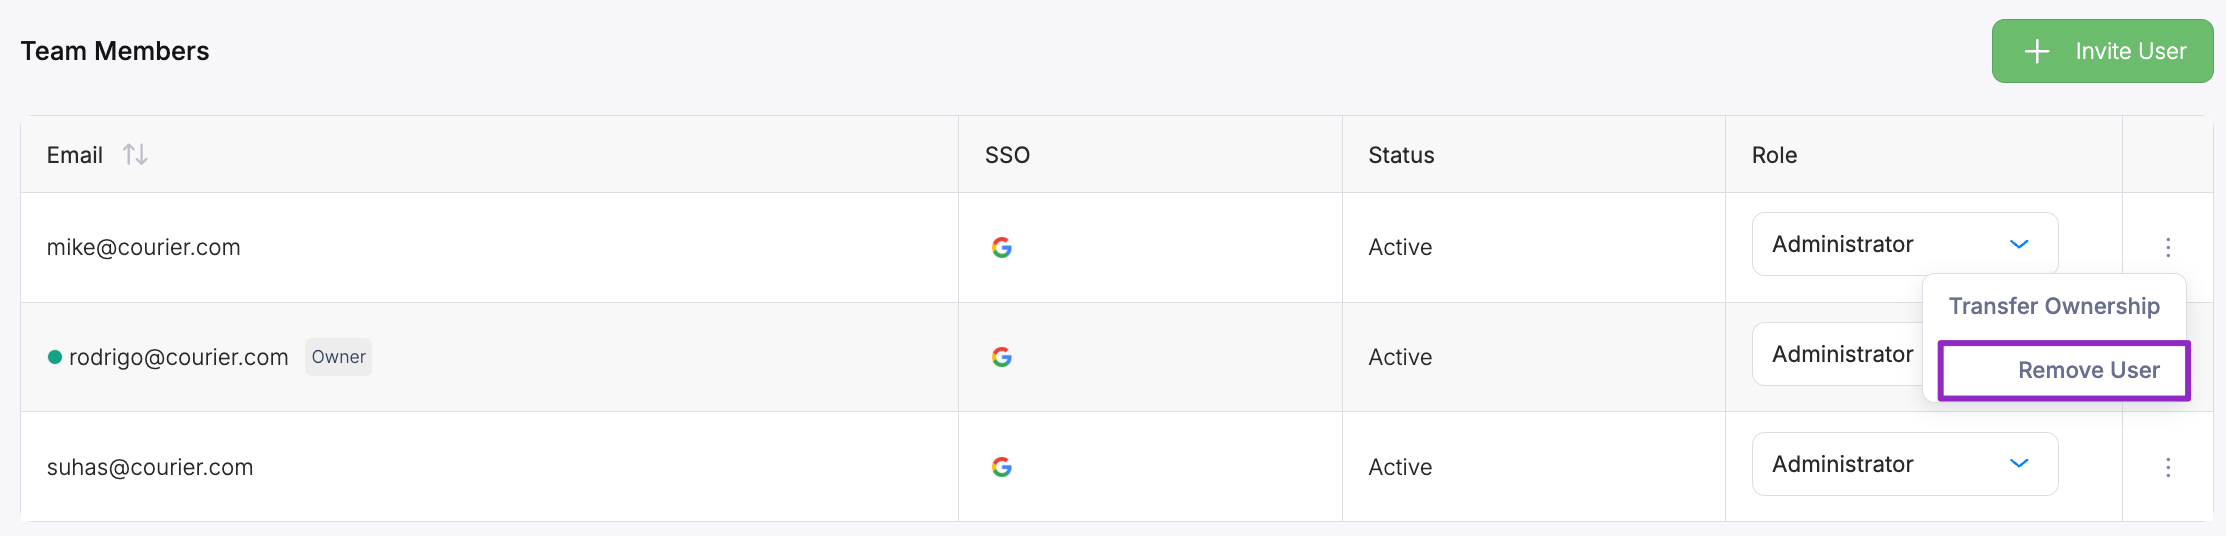 Team Members
Invite User
Email
SSO
Status
Role
mike@courier.com
Active
Administrator
Transfer Ownership
rodrigo@courier.com Owner
Active
Administrator
Remove User
suhas@courier.com
Active
Administrator